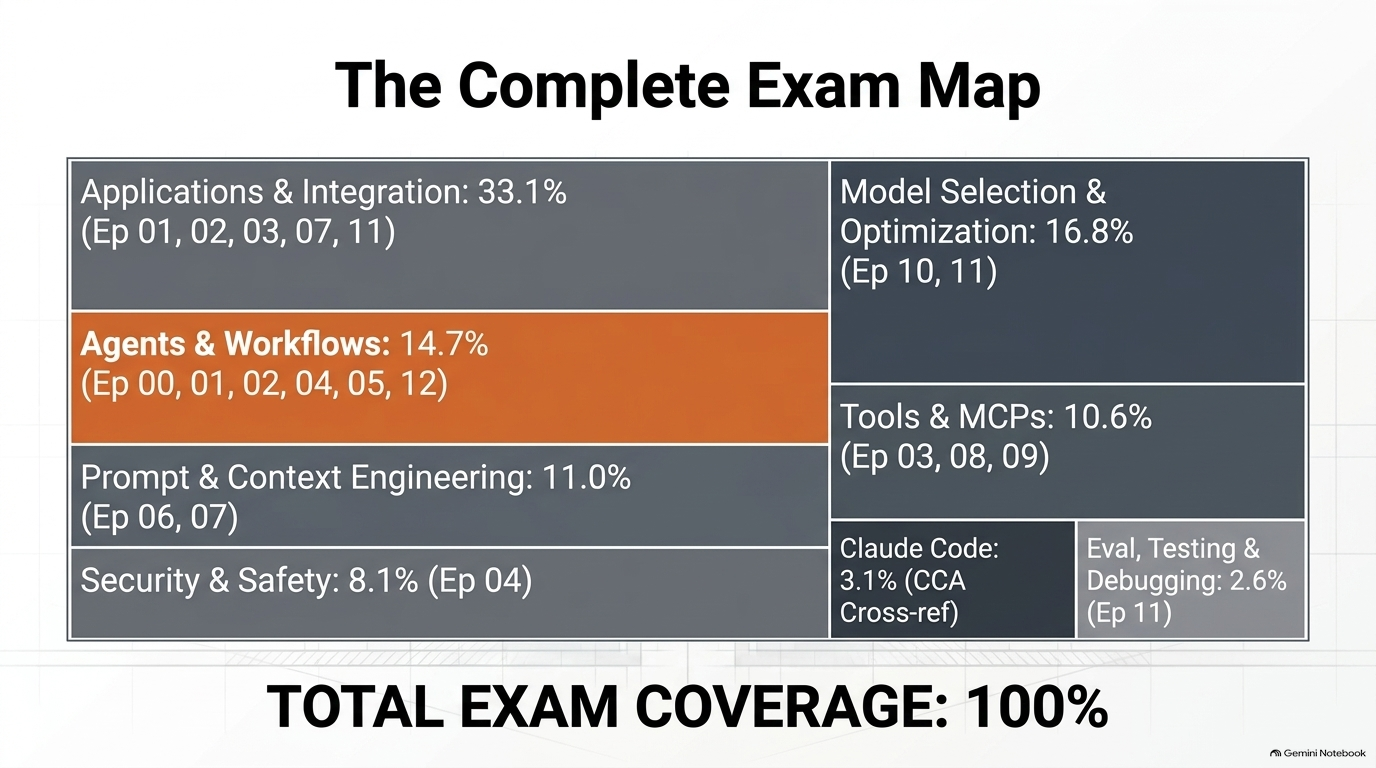 The Complete Exam Map
Applications & Integration: 33.1%
(Ep 01, 02, 03, 07, 11)
Agents & Workflows: 14.7%
(Ep 00, 01, 02, 04, 05, 12)
Prompt & Context Engineering: 11.0%
(Ep 06, 07)
Security & Safety: 8.1% (Ep 04)
Model Selection &
Optimization: 16.8%
(Ep 10, 11)
Tools & MCPs: 10.6%
(Ep 03, 08, 09)
Claude Code:
3.1% (CCA
Cross-ref)
Eval, Testing &
Debugging: 2.6%
(Ep 11)
TOTAL EXAM COVERAGE: 100%
Gemini Notebook